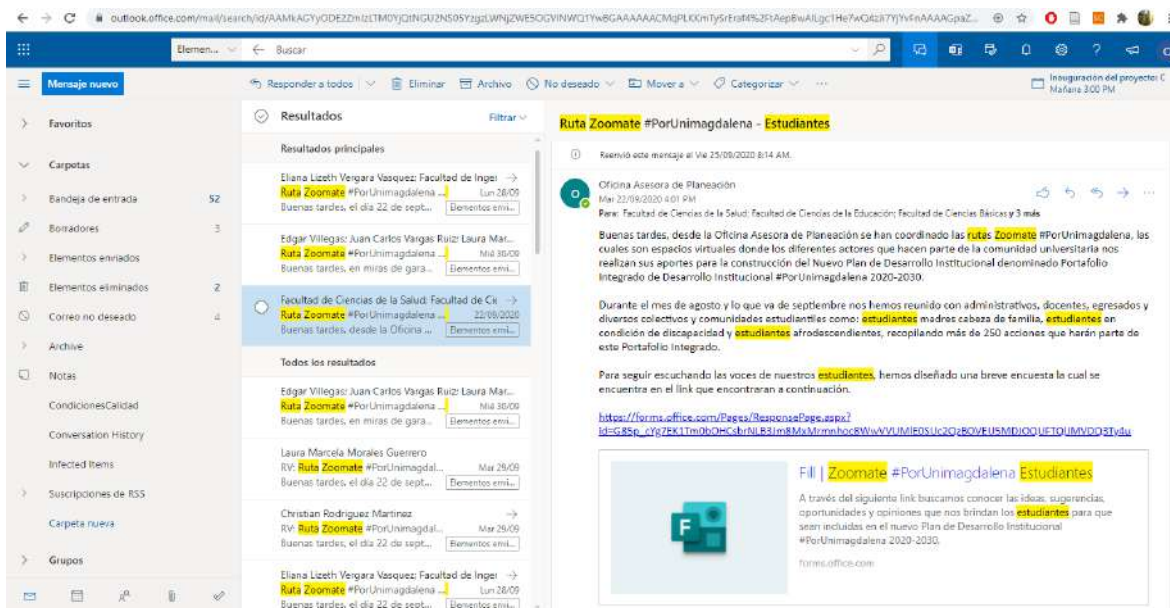 outlook.office.com/mail/search/id/
Elemen...
Buscar
Mensaje nuevo
Responder a todos
Eliminar
Archivo
No deseado
Mover a
Categorizar
Inauguración del proyecto: C
Mañana 3:00 PM
Favoritos
Carpetas
Bandeja de entrada 52
Borradores 3
Elementos enviados
Elementos eliminados 2
Correo no deseado 4
Archive
Notas
CondicionesCalidad
Conversation History
Infected Items
Suscripciones de RSS
Carpeta nueva
Grupos
Resultados
Filtrar
Resultados principales
Eliana Lizeth Vergara Vasquez; Facultad de Ingei
Ruta Zoomate #PorUnimagdalena ... Lun 28/09
Buenas tardes, el día 22 de sept... Elementos envi...
Edgar Villegas; Juan Carlos Vargas Ruiz; Laura Mar...
Ruta Zoomate #PorUnimagdalena ... Mié 30/09
Buenas tardes, en miras de gara... Elementos envi...
Facultad de Ciencias de la Salud; Facultad de Cie
Ruta Zoomate #PorUnimagdalena ... 22/09/2020
Buenas tardes, desde la Oficina ... Elementos envi...
Todos los resultados
Edgar Villegas; Juan Carlos Vargas Ruiz; Laura Mar...
Ruta Zoomate #PorUnimagdalena ... Mié 30/09
Buenas tardes, en miras de gara... Elementos envi...
Laura Marcela Morales Guerrero
RV: Ruta Zoomate #PorUnimagdal... Mar 29/09
Buenas tardes, el día 22 de sept... Elementos envi...
Christian Rodriguez Martinez
RV: Ruta Zoomate #PorUnimagdal... Mar 29/09
Buenas tardes, el día 22 de sept... Elementos envi...
Eliana Lizeth Vergara Vasquez; Facultad de Ingei
Ruta Zoomate #PorUnimagdalena ... Lun 28/09
Buenas tardes, el día 22 de sept... Elementos envi...
Ruta Zoomate #PorUnimagdalena - Estudiantes
Reenvió este mensaje el Vie 25/09/2020 8:14 AM.
O
Oficina Asesora de Planeación
Mar 22/09/2020 4:01 PM
Para: Facultad de Ciencias de la Salud; Facultad de Ciencias de la Educación; Facultad de Ciencias Básicas y 3 más
Buenas tardes, desde la Oficina Asesora de Planeación se han coordinado las rutas Zoomate #PorUnimagdalena, las
cuales son espacios virtuales donde los diferentes actores que hacen parte de la comunidad universitaria nos
realizan sus aportes para la construcción del Nuevo Plan de Desarrollo Institucional denominado Portafolio
Integrado de Desarrollo Institucional #PorUnimagdalena 2020-2030.
Durante el mes de agosto y lo que va de septiembre nos hemos reunido con administrativos, docentes, egresados y
diversos colectivos y comunidades estudiantiles como: estudiantes madres cabeza de familia, estudiantes en
condición de discapacidad y estudiantes afrodescendientes, recopilando más de 250 acciones que harán parte de
este Portafolio Integrado.
Para seguir escuchando las voces de nuestros estudiantes, hemos diseñado una breve encuesta la cual se
encuentra en el link que encontraran a continuación.
https://forms.office.com/Pages/ResponsePage.aspx?
Fill | Zoomate #PorUnimagdalena Estudiantes
A través del siguiente link buscamos conocer las ideas, sugerencias,
oportunidades y opiniones que nos brindan los estudiantes para que
sean incluidas en el nuevo Plan de Desarrollo Institucional
#PorUnimagdalena 2020-2030.
forms.office.com
F